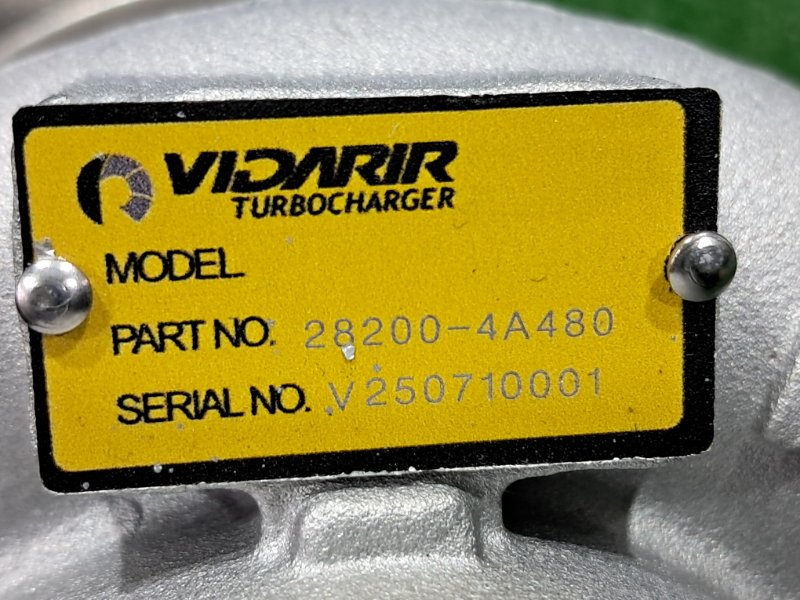 VIDARIR
TURBOCHARGER
MODEL
PART NO. 28200-4A480
SERIAL NO. V250710001